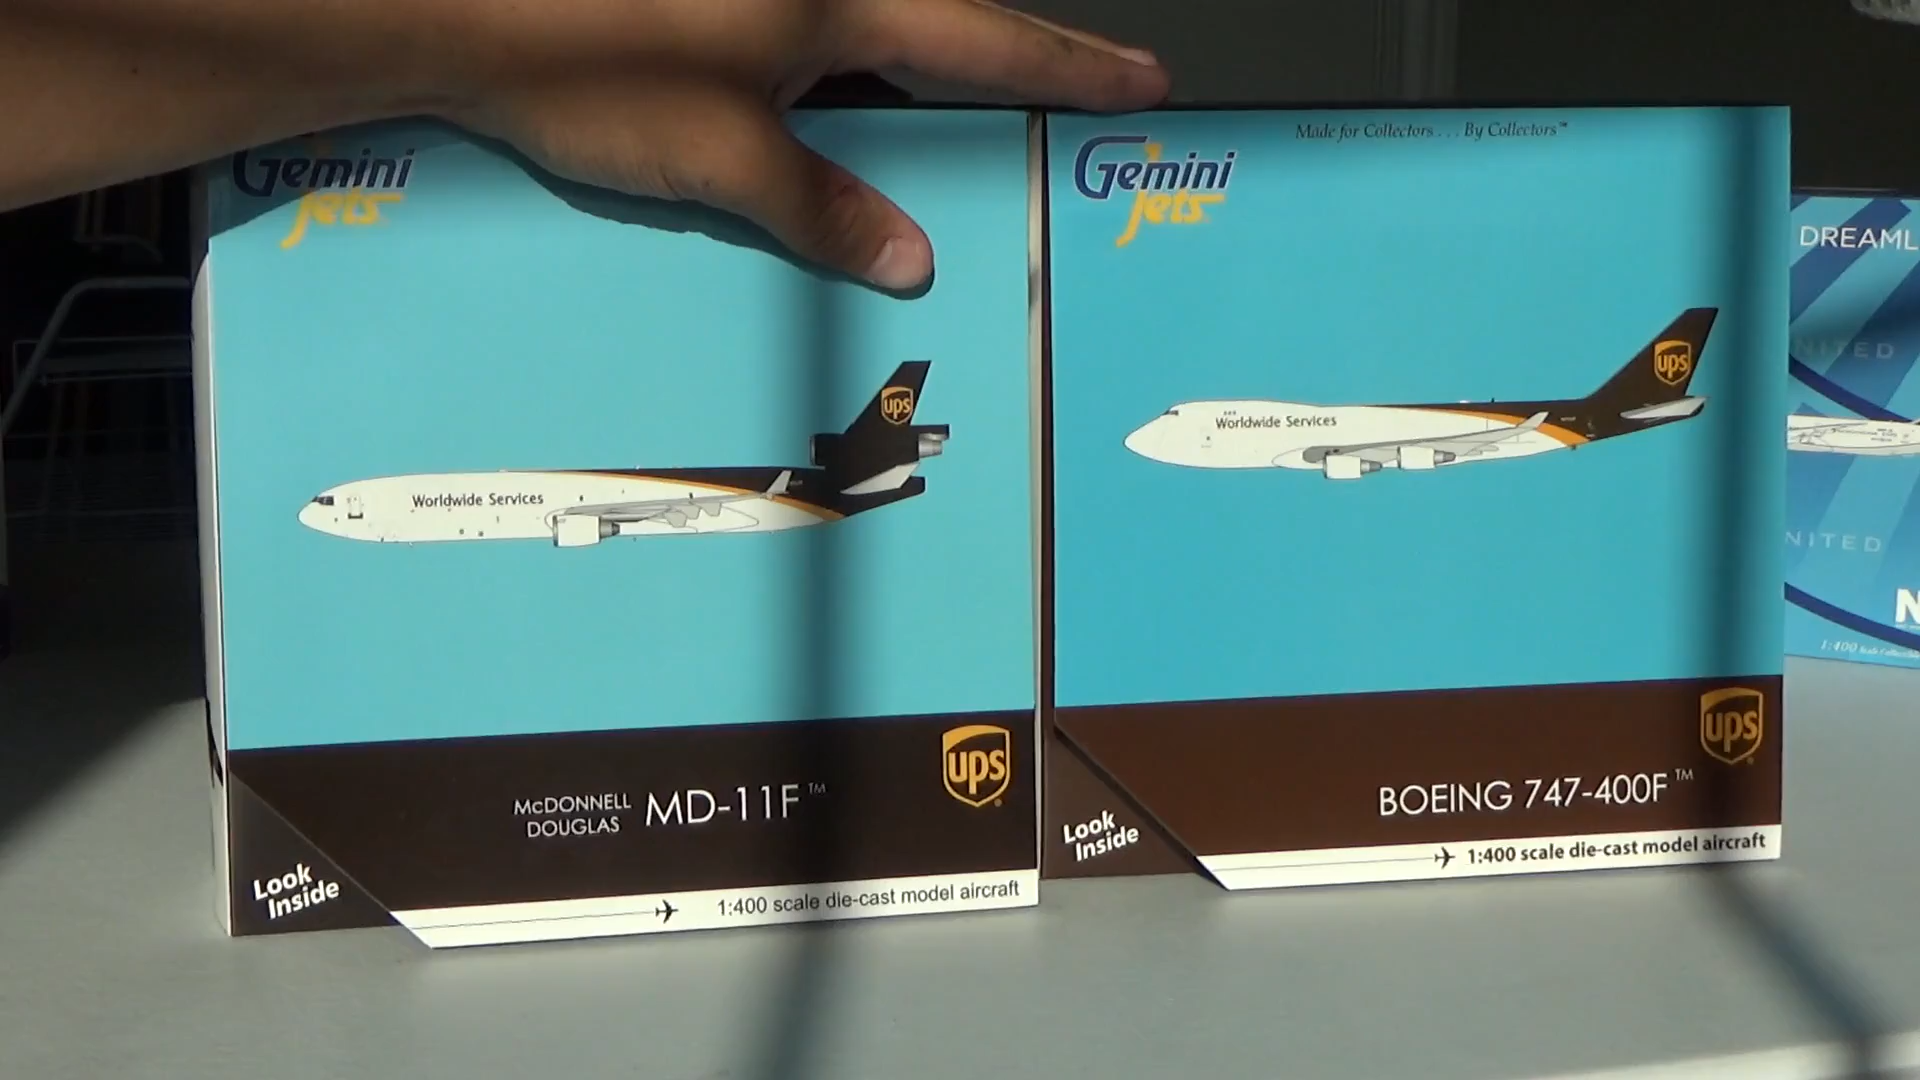 Gemini
Jets
ups
Worldwide Services
McDONNELL
DOUGLAS
MD-11F™
ups
Look
Inside
1:400 scale die-cast model aircraft
Made for Collectors . . . By Collectors™
Gemini
Jets
ups
Worldwide Services
ups
BOEING 747-400F™
Look
Inside
1:400 scale die-cast model aircraft
DREAML
NITED
NITED
N
1:400 Scale